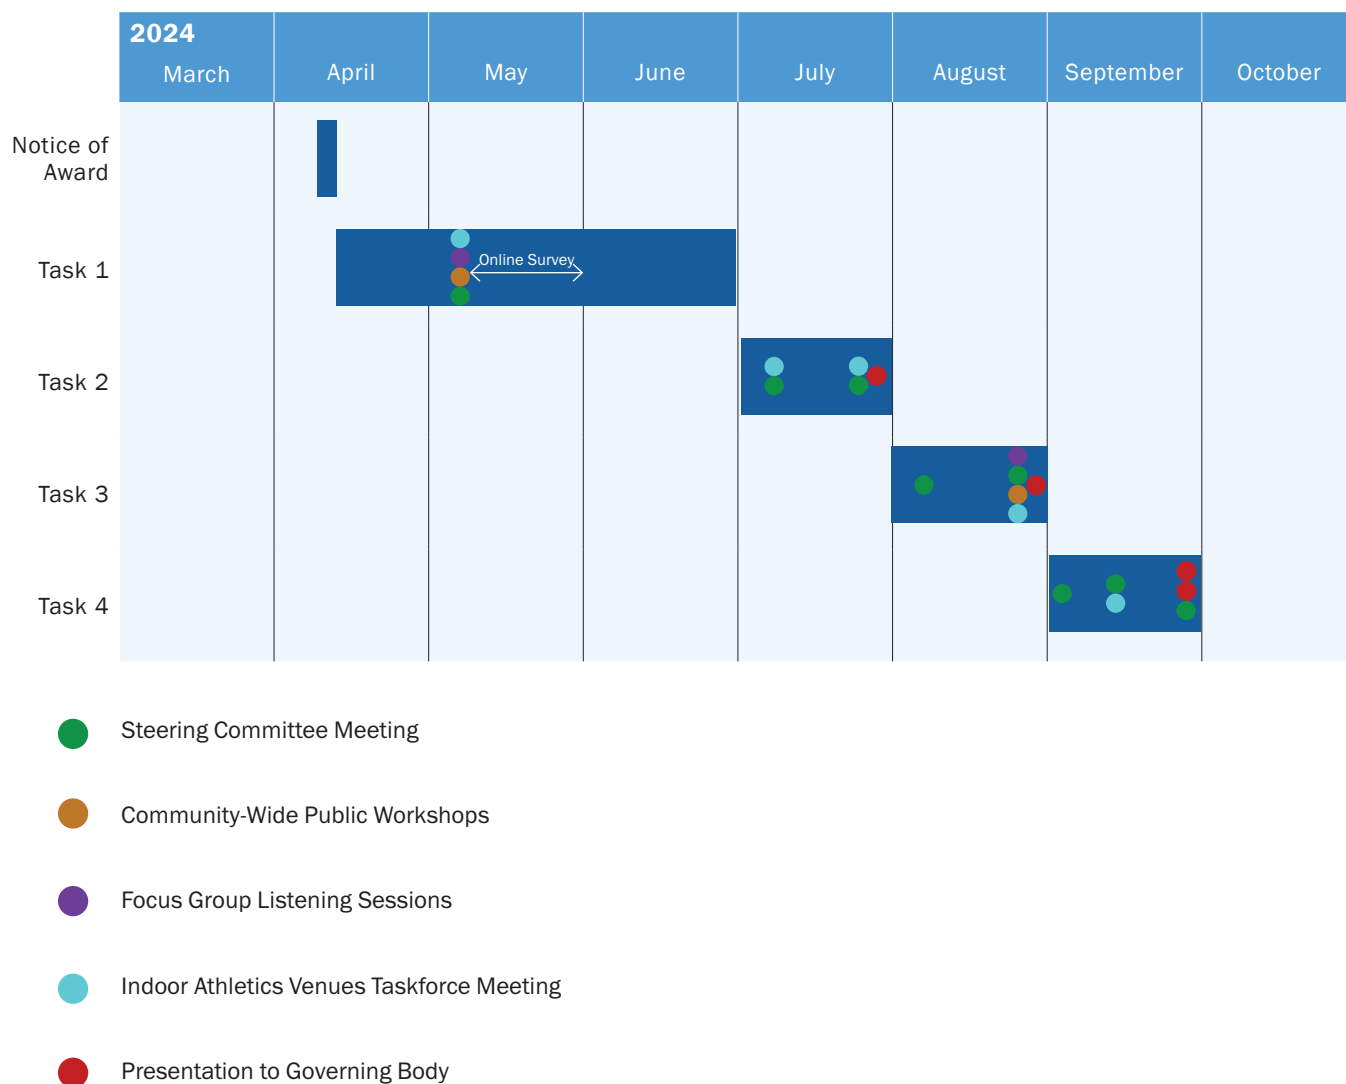 2024
March April May June July August September October
Notice of
Award
Task 1
Online Survey
Task 2
Task 3
Task 4
Steering Committee Meeting
Community-Wide Public Workshops
Focus Group Listening Sessions
Indoor Athletics Venues Taskforce Meeting
Presentation to Governing Body